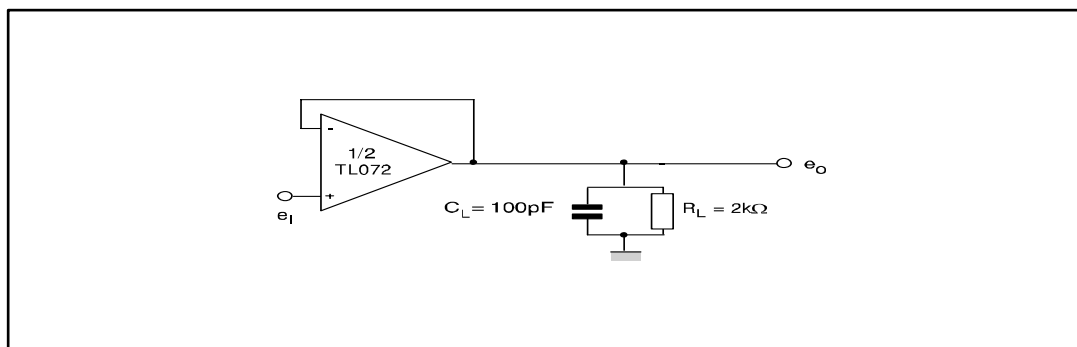 -
1/2
TL072
+
e_I
-
e_o
C_L= 100pF
R_L = 2kΩ